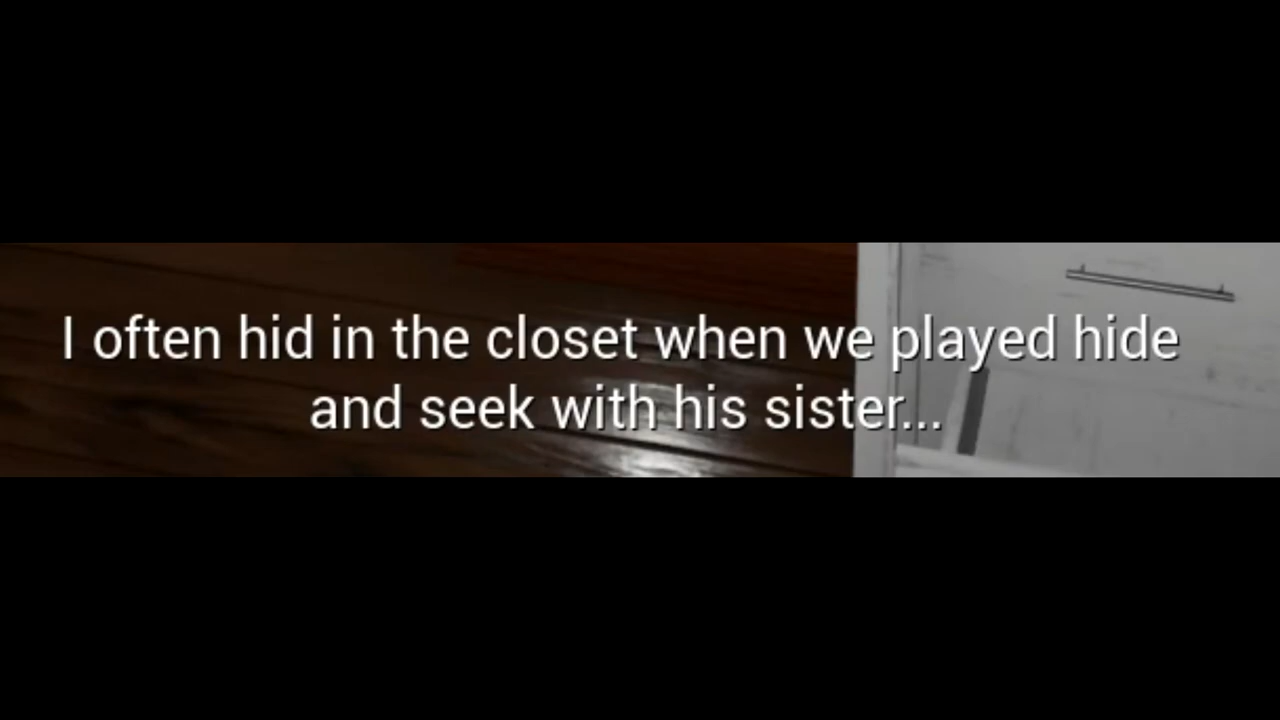 I often hid in the closet when we played hide
and seek with his sister...